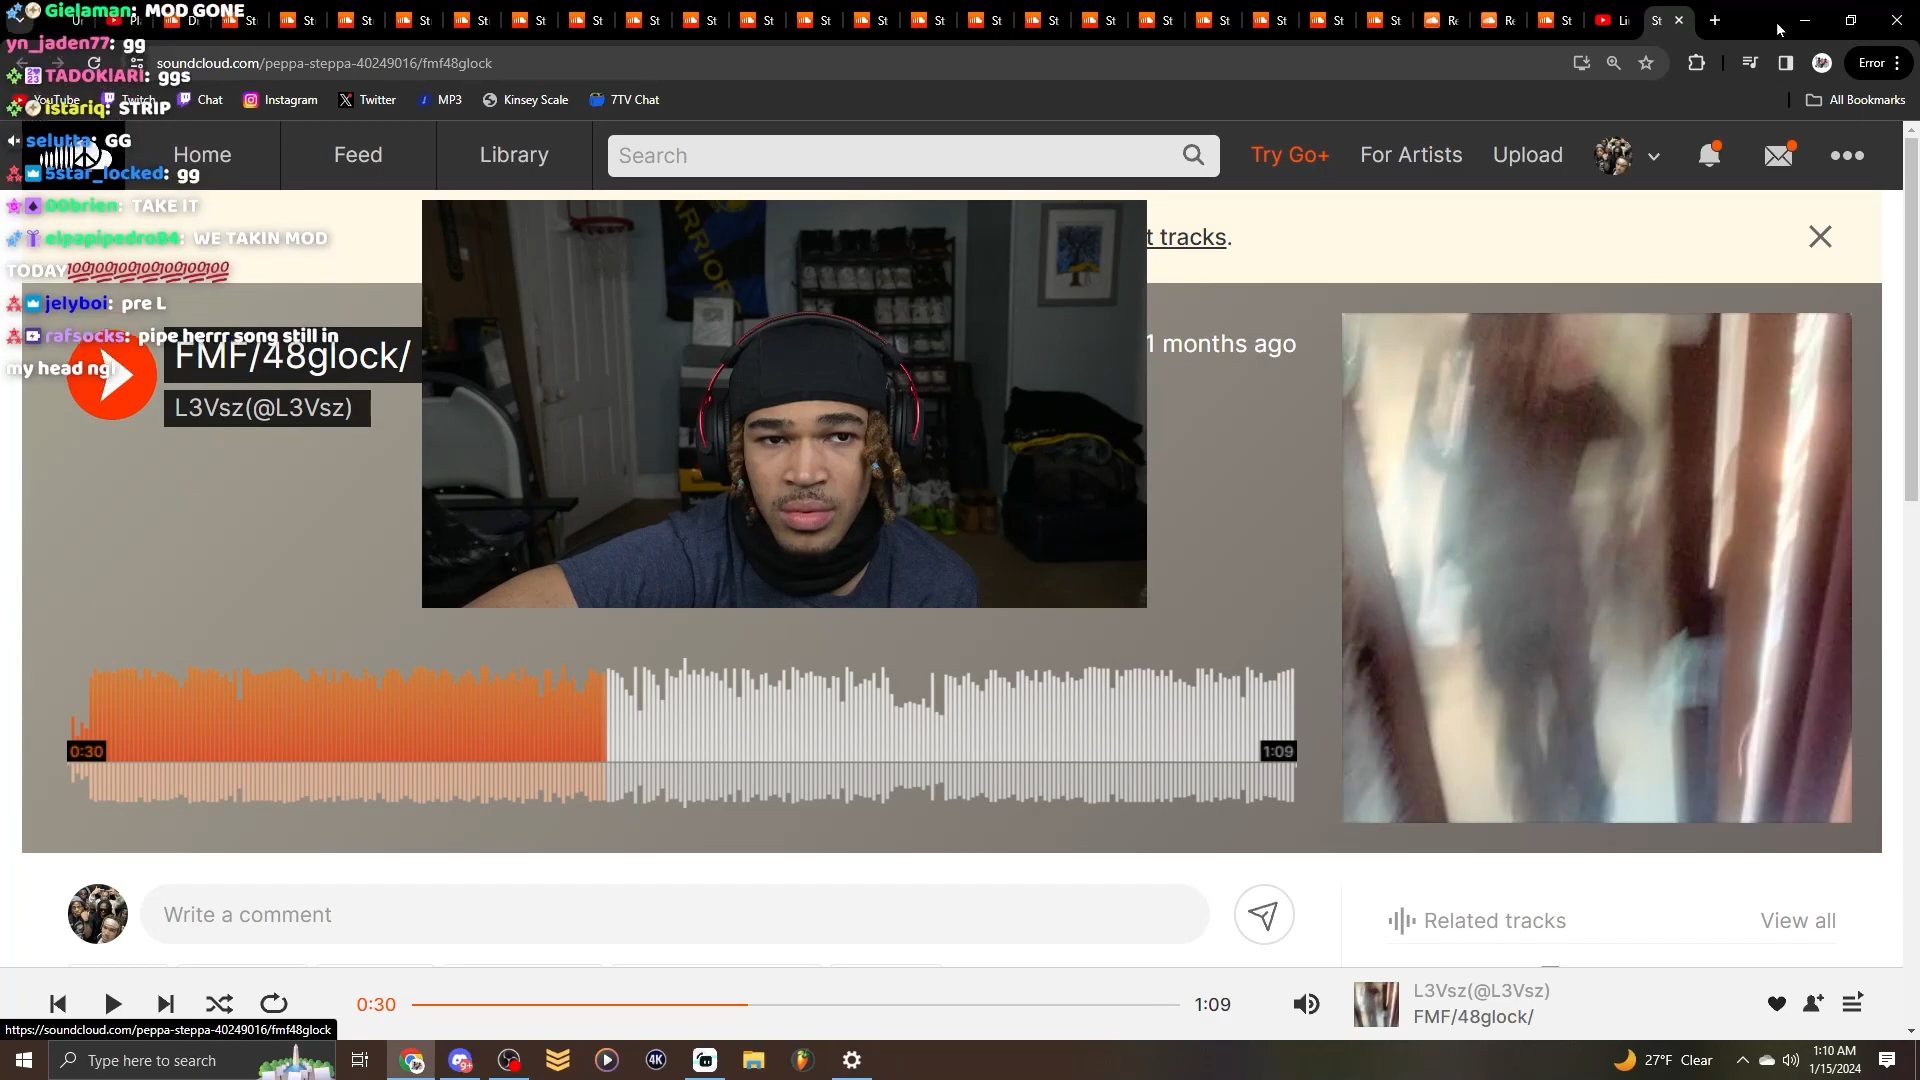 Gielaman: MOD GONE
yn_jaden77: gg
TADOKIARI: ggs
istariq: STRIP
selutta: GG
5star_locked: gg
00brien: TAKE IT
elpapipedro84: WE TAKIN MOD
TODAY
jelyboi: pre L
rafsocks: pipe herrr song still in
my head ngl
St
soundcloud.com/peppa-steppa-40249016/fmf48glock
Error
YouTube
Twitch
Chat
Instagram
Twitter
MP3
Kinsey Scale
7TV Chat
All Bookmarks
Home
Feed
Library
Search
Try Go+
For Artists
Upload
t tracks.
FMF/48glock/
L3Vsz(@L3Vsz)
1 months ago
0:30
1:09
Write a comment
Related tracks
View all
0:30
1:09
L3Vsz(@L3Vsz)
FMF/48glock/
https://soundcloud.com/peppa-steppa-40249016/fmf48glock
Type here to search
27°F Clear
1:10 AM
1/15/2024